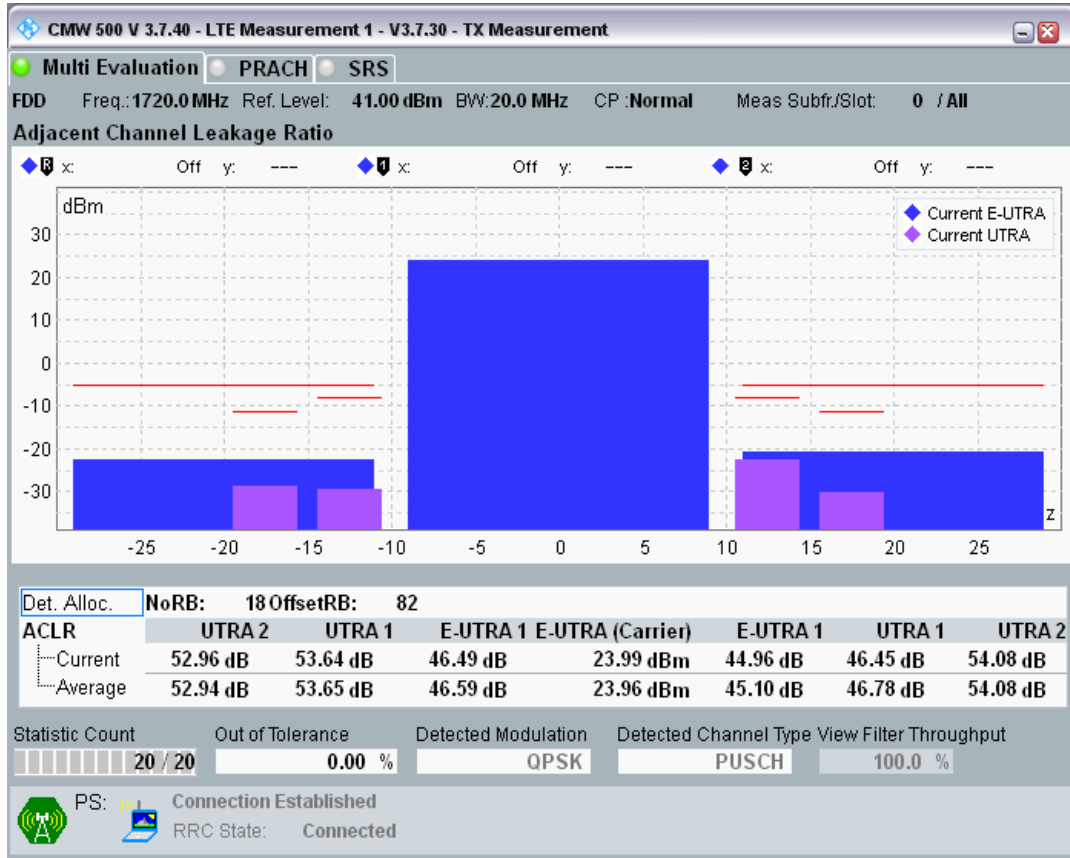 CMW 500 V 3.7.40 - LTE Measurement 1 - V3.7.30 - TX Measurement
Multi Evaluation PRACH SRS
FDD Freq.:1720.0 MHz Ref. Level: 41.00 dBm BW:20.0 MHz CP :Normal Meas Subfr./Slot: 0 / All
Adjacent Channel Leakage Ratio
R x: Off y: --- 1 x: Off y: --- 2 x: Off y: ---
dBm
Current E-UTRA
Current UTRA
30
20
10
0
-10
-20
-30
z
-25 -20 -15 -10 -5 0 5 10 15 20 25
Det. Alloc. NoRB: 18 OffsetRB: 82
ACLR UTRA 2 UTRA 1 E-UTRA 1 E-UTRA (Carrier) E-UTRA 1 UTRA 1 UTRA 2
Current 52.96 dB 53.64 dB 46.49 dB 23.99 dBm 44.96 dB 46.45 dB 54.08 dB
Average 52.94 dB 53.65 dB 46.59 dB 23.96 dBm 45.10 dB 46.78 dB 54.08 dB
Statistic Count Out of Tolerance Detected Modulation Detected Channel Type View Filter Throughput
20 / 20 0.00 % QPSK PUSCH 100.0 %
PS: Connection Established
RRC State: Connected